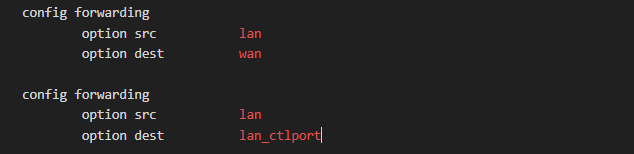 config forwarding
option src lan
option dest wan
config forwarding
option src lan
option dest lan_ctlport